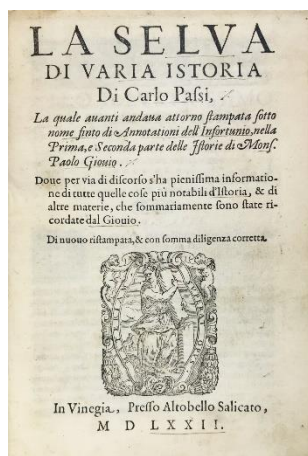 LA SELVA
DI VARIA ISTORIA
Di Carlo Paſsi,
La quale auanti andaua attorno ſtampata ſotto
nome finto di Annotationi dell'Infortunio, nella
Prima, e Seconda parte delle Iſtorie di Monſ.
Paolo Giouio.
Doue per via di diſcorſo s'ha pieniſſima informatio-
ne di tutte quelle coſe più notabili d'Iſtoria, & di
altre materie, che ſommariamente ſono ſtate ri-
cordate dal Giouio.
Di nuouo riſtampata, & con ſomma diligenza corretta.
In Vinegia, Preſſo Altobello Salicato,
M D LXXII.